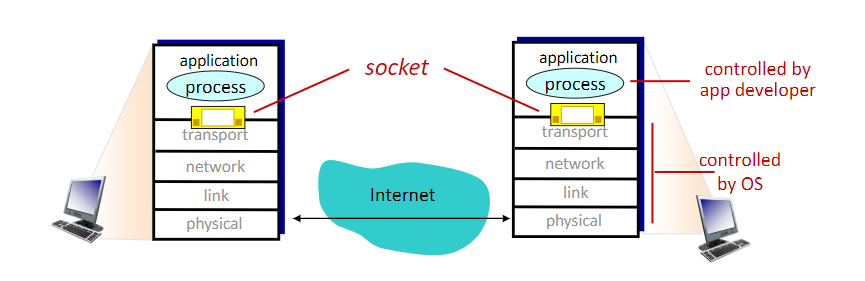 application
process
transport
network
link
physical
socket
Internet
application
process
transport
network
link
physical
controlled by
app developer
controlled
by OS